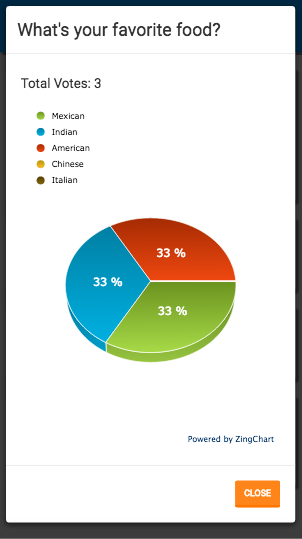 What's your favorite food?
Total Votes: 3
Mexican
Indian
American
Chinese
Italian
33 %
33 %
33 %
Powered by ZingChart
CLOSE